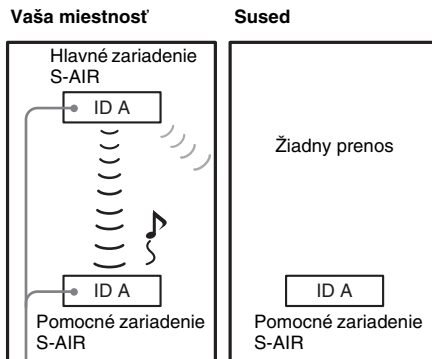 Vaša miestnosť
Sused
Hlavné zariadenie
S-AIR
ID A
Žiadny prenos
ID A
Pomocné zariadenie
S-AIR
ID A
Pomocné zariadenie
S-AIR